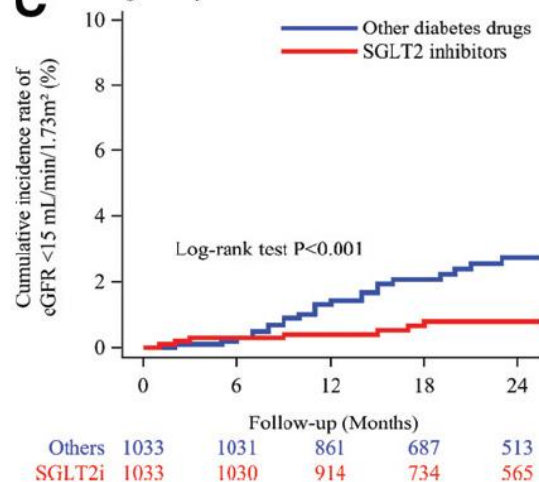 C
10
Other diabetes drugs
SGLT2 inhibitors
8
6
4
2
0
Cumulative incidence rate of
eGFR <15 mL/min/1.73m² (%)
Log-rank test P<0.001
0 6 12 18 24
Follow-up (Months)
Others 1033 1031 861 687 513
SGLT2i 1033 1030 914 734 565